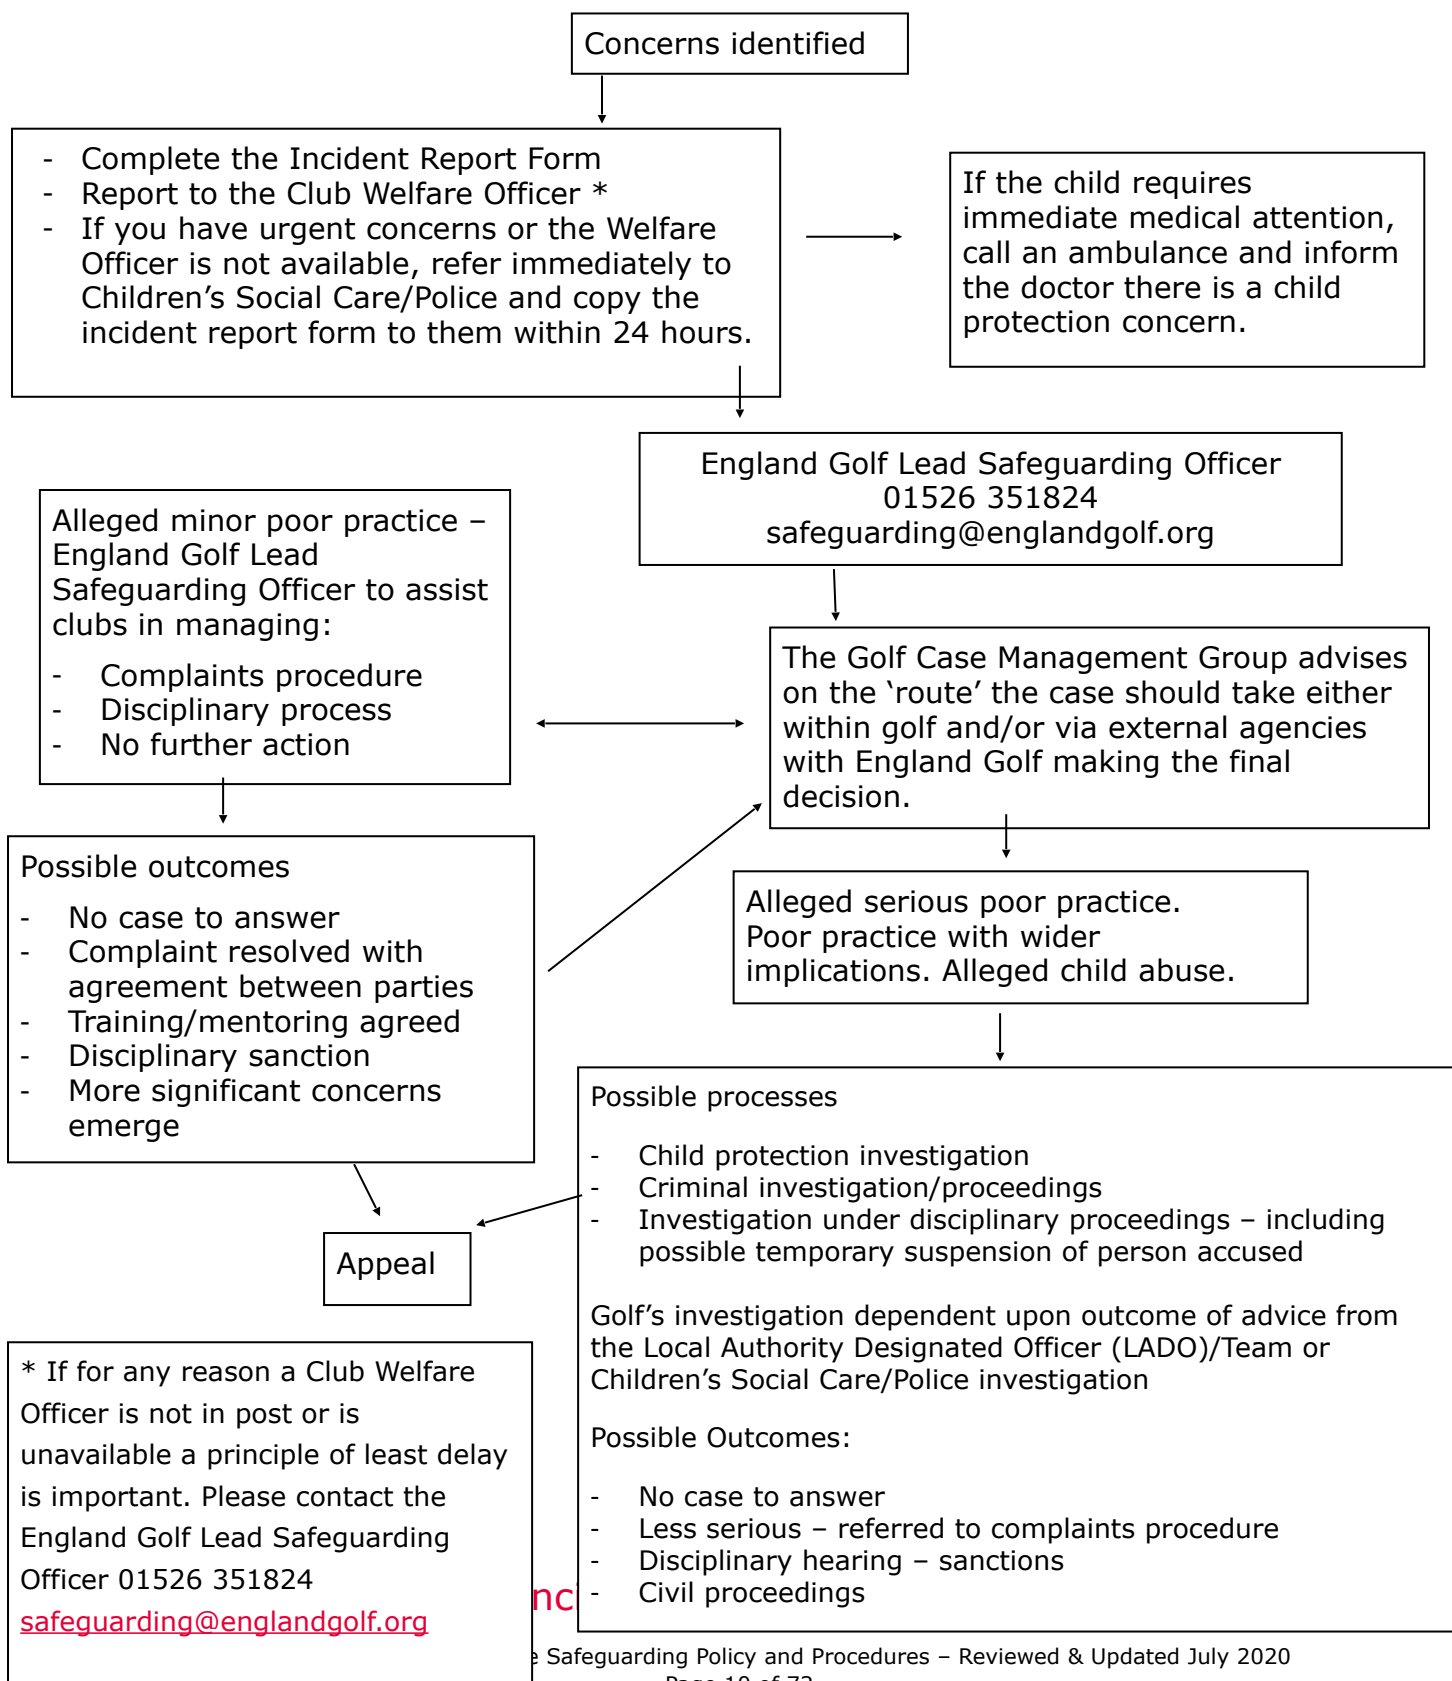 Concerns identified
- Complete the Incident Report Form
- Report to the Club Welfare Officer *
- If you have urgent concerns or the Welfare
Officer is not available, refer immediately to
Children’s Social Care/Police and copy the
incident report form to them within 24 hours.
If the child requires
immediate medical attention,
call an ambulance and inform
the doctor there is a child
protection concern.
England Golf Lead Safeguarding Officer
01526 351824
safeguarding@englandgolf.org
Alleged minor poor practice –
England Golf Lead
Safeguarding Officer to assist
clubs in managing:
- Complaints procedure
- Disciplinary process
- No further action
The Golf Case Management Group advises
on the ‘route’ the case should take either
within golf and/or via external agencies
with England Golf making the final
decision.
Possible outcomes
- No case to answer
- Complaint resolved with
agreement between parties
- Training/mentoring agreed
- Disciplinary sanction
- More significant concerns
emerge
Alleged serious poor practice.
Poor practice with wider
implications. Alleged child abuse.
Possible processes
- Child protection investigation
- Criminal investigation/proceedings
- Investigation under disciplinary proceedings – including
possible temporary suspension of person accused
Golf’s investigation dependent upon outcome of advice from
the Local Authority Designated Officer (LADO)/Team or
Children’s Social Care/Police investigation
Possible Outcomes:
- No case to answer
- Less serious – referred to complaints procedure
- Disciplinary hearing – sanctions
- Civil proceedings
Appeal
* If for any reason a Club Welfare
Officer is not in post or is
unavailable a principle of least delay
is important. Please contact the
England Golf Lead Safeguarding
Officer 01526 351824
safeguarding@englandgolf.org
nci
Safeguarding Policy and Procedures – Reviewed & Updated July 2020